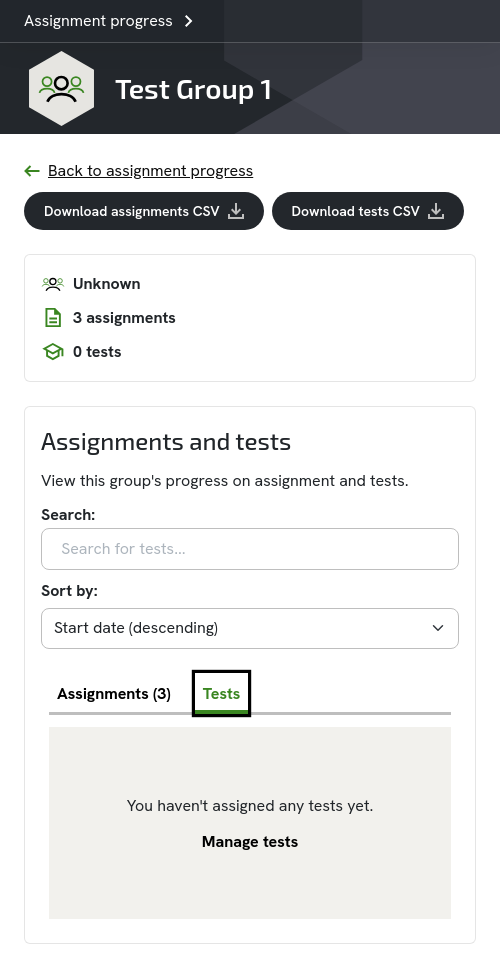 Assignment progress
Test Group 1
Back to assignment progress
Download assignments CSV
Download tests CSV
Unknown
3 assignments
0 tests
Assignments and tests
View this group's progress on assignment and tests.
Search:
Search for tests...
Sort by:
Start date (descending)
Assignments (3)
Tests
You haven't assigned any tests yet.
Manage tests